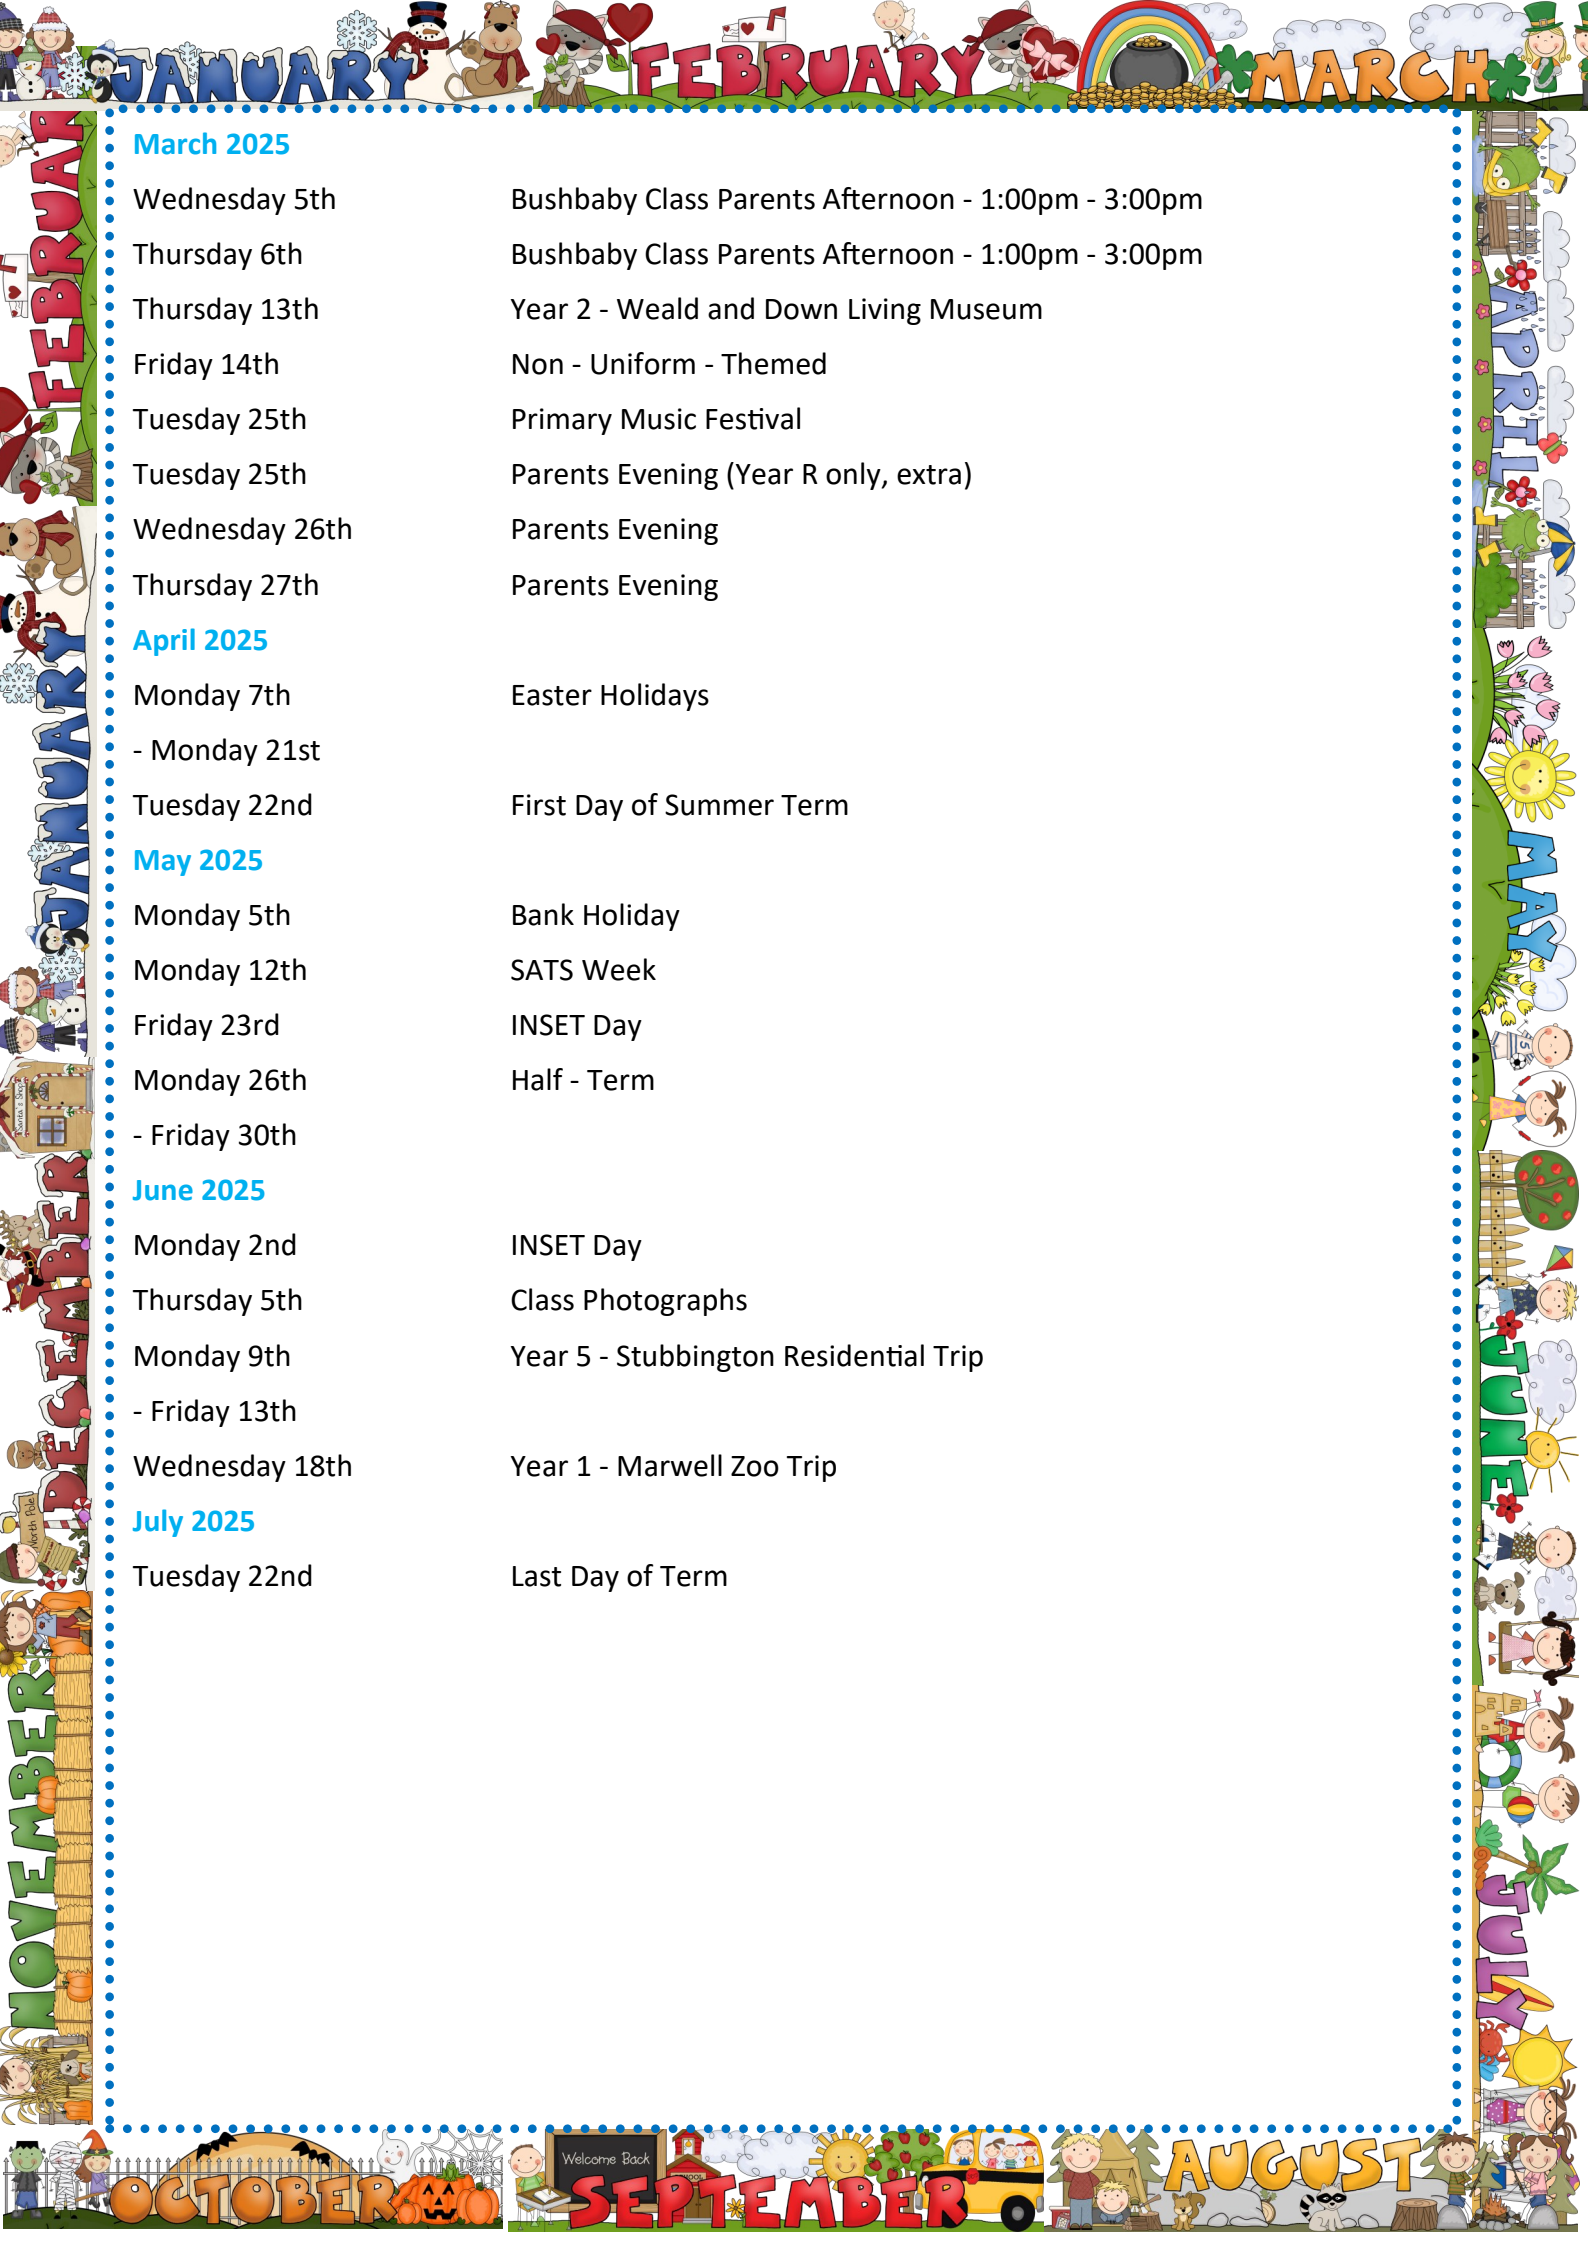 JANUARY FEBRUARY MARCH
March 2025
Wednesday 5th Bushbaby Class Parents Afternoon - 1:00pm - 3:00pm
Thursday 6th Bushbaby Class Parents Afternoon - 1:00pm - 3:00pm
Thursday 13th Year 2 - Weald and Down Living Museum
Friday 14th Non - Uniform - Themed
Tuesday 25th Primary Music Festival
Tuesday 25th Parents Evening (Year R only, extra)
Wednesday 26th Parents Evening
Thursday 27th Parents Evening
April 2025
Monday 7th Easter Holidays
- Monday 21st
Tuesday 22nd First Day of Summer Term
May 2025
Monday 5th Bank Holiday
Monday 12th SATS Week
Friday 23rd INSET Day
Monday 26th Half - Term
- Friday 30th
June 2025
Monday 2nd INSET Day
Thursday 5th Class Photographs
Monday 9th Year 5 - Stubbington Residential Trip
- Friday 13th
Wednesday 18th Year 1 - Marwell Zoo Trip
July 2025
Tuesday 22nd Last Day of Term
APRIL
MAY
5
JUNE
JULY
FEBRUAR
JANUARY
Santa's Shop
DECEMBER
North Pole
NOVEMBER
OCTOBER
Welcome Back
SCHOOL
SEPTEMBER
AUGUST